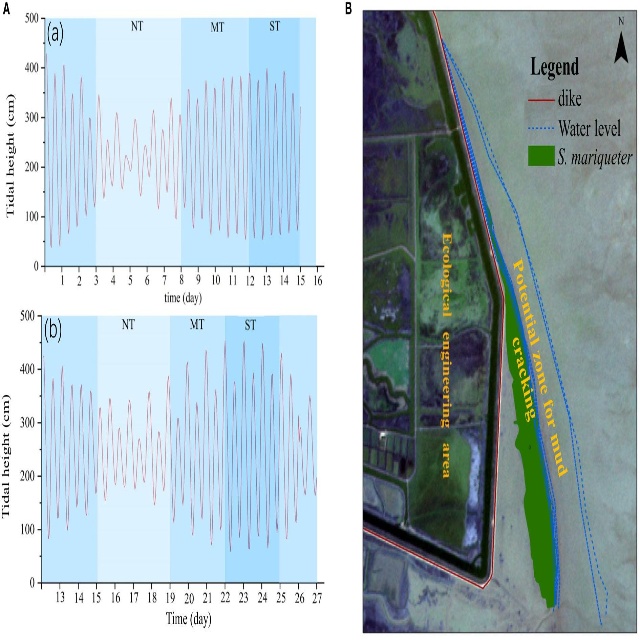 A
(a)
NT
MT
ST
500
400
300
200
100
0
Tidal height (cm)
1 2 3 4 5 6 7 8 9 10 11 12 13 14 15 16
time (day)
(b)
NT
MT
ST
500
400
300
200
100
0
Tidal height (cm)
13 14 15 16 17 18 19 20 21 22 23 24 25 26 27
Time (day)
B
N
Legend
dike
Water level
S. mariqueter
Ecological engineering area
Potential zone for mud
cracking